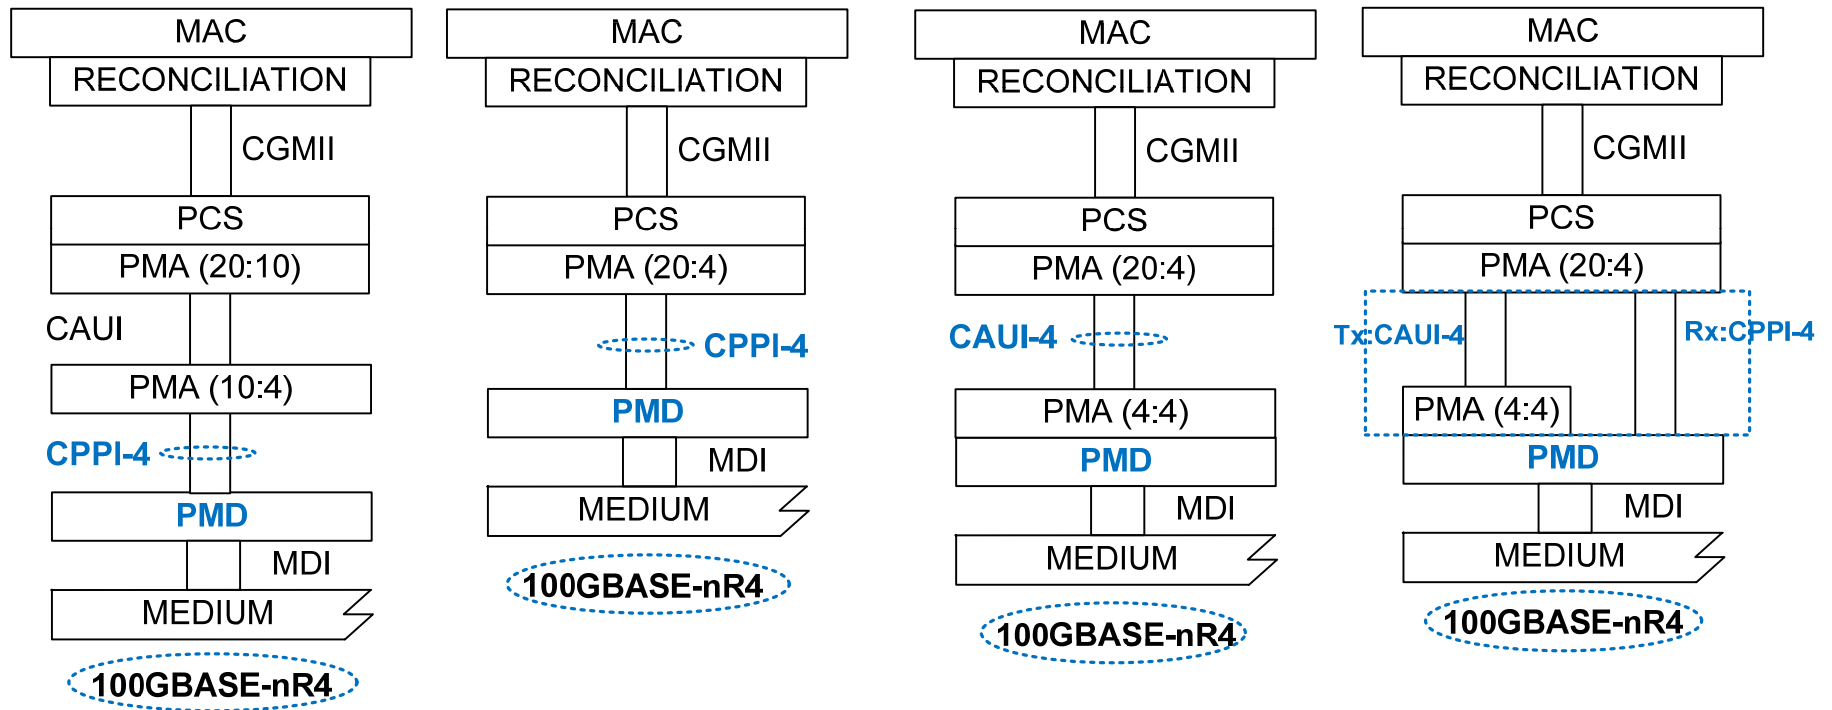 MAC
RECONCILIATION
CGMII
PCS
PMA (20:10)
CAUI
PMA (10:4)
CPPI-4
PMD
MDI
MEDIUM
100GBASE-nR4
MAC
RECONCILIATION
CGMII
PCS
PMA (20:4)
CPPI-4
PMD
MDI
MEDIUM
100GBASE-nR4
MAC
RECONCILIATION
CGMII
PCS
PMA (20:4)
CAUI-4
PMA (4:4)
PMD
MDI
MEDIUM
100GBASE-nR4
MAC
RECONCILIATION
CGMII
PCS
PMA (20:4)
Tx:CAUI-4
Rx:CPPI-4
PMA (4:4)
PMD
MDI
MEDIUM
100GBASE-nR4